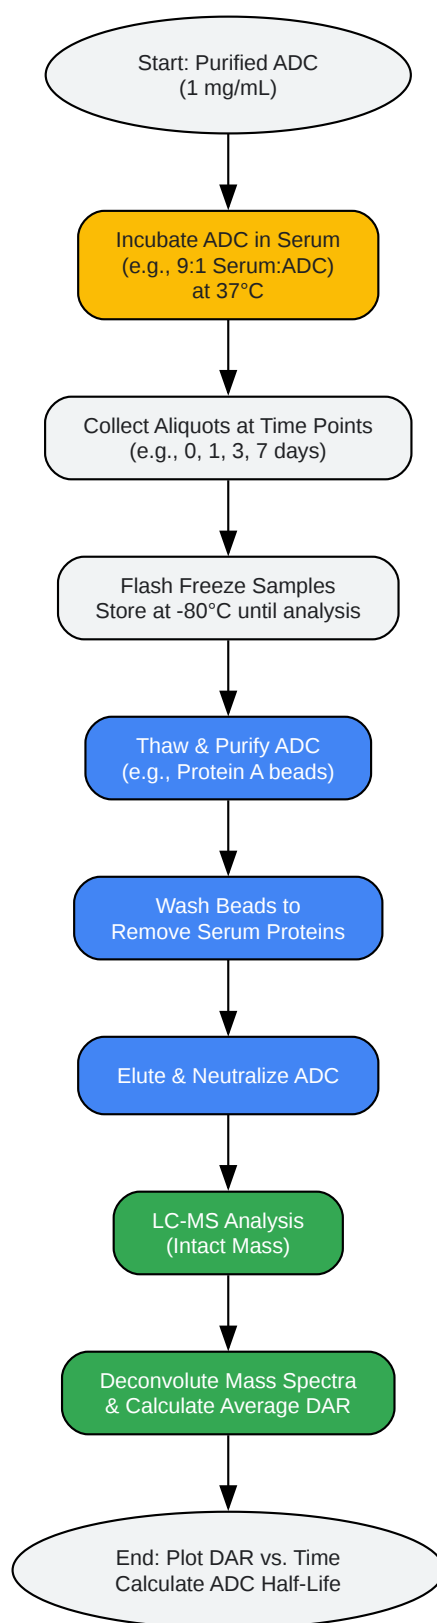 Start: Purified ADC
(1 mg/mL)
Incubate ADC in Serum
(e.g., 9:1 Serum:ADC)
at 37°C
Collect Aliquots at Time Points
(e.g., 0, 1, 3, 7 days)
Flash Freeze Samples
Store at -80°C until analysis
Thaw & Purify ADC
(e.g., Protein A beads)
Wash Beads to
Remove Serum Proteins
Elute & Neutralize ADC
LC-MS Analysis
(Intact Mass)
Deconvolute Mass Spectra
& Calculate Average DAR
End: Plot DAR vs. Time
Calculate ADC Half-Life